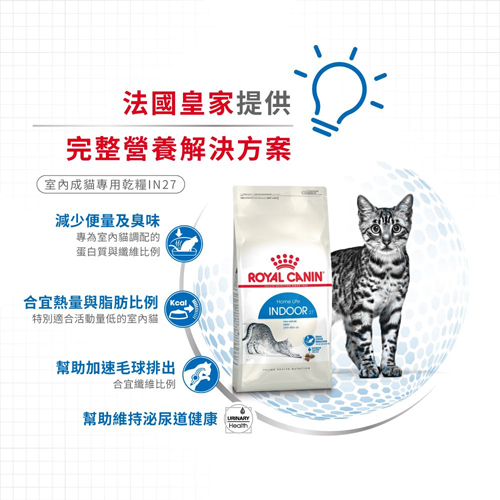 法國皇家提供
完整營養解決方案
室內成貓專用乾糧IN27
減少便量及臭味
專為室內貓調配的
蛋白質與纖維比例
合宜熱量與脂肪比例
Kcal
特別適合活動量低的室內貓
幫助加速毛球排出
合宜纖維比例
幫助維持泌尿道健康
URINARY
Health
ROYAL CANIN
Home Life
INDOOR 27